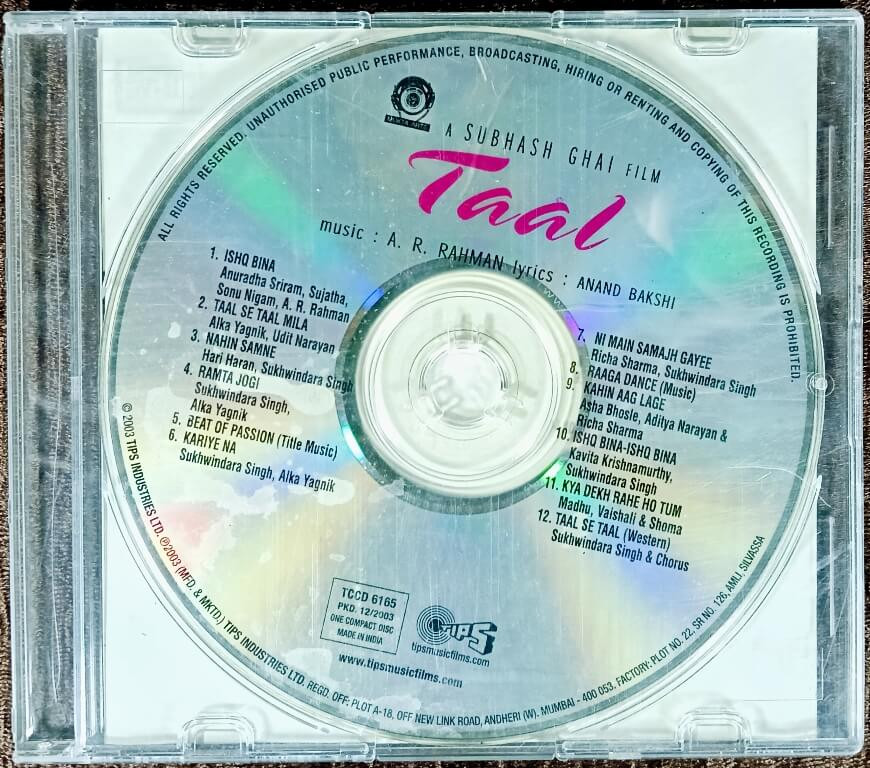 ALL RIGHTS RESERVED. UNAUTHORISED PUBLIC PERFORMANCE, BROADCASTING, HIRING OR RENTING AND COPYING OF THIS RECORDING IS PROHIBITED.
MUKTA ARTS
A SUBHASH GHAI FILM
Taal
music : A. R. RAHMAN lyrics : ANAND BAKSHI
1. ISHQ BINA
Anuradha Sriram, Sujatha,
Sonu Nigam, A. R. Rahman
2. TAAL SE TAAL MILA
Alka Yagnik, Udit Narayan
3. NAHIN SAMNE
Hari Haran, Sukhwindara Singh
4. RAMTA JOGI
Sukhwindara Singh,
Alka Yagnik
5. BEAT OF PASSION (Title Music)
6. KARIYE NA
Sukhwindara Singh, Alka Yagnik
7. NI MAIN SAMAJH GAYEE
Richa Sharma, Sukhwindara Singh
8. RAAGA DANCE (Music)
9. KAHIN AAG LAGE
Asha Bhosle, Aditya Narayan &
Richa Sharma
10. ISHQ BINA-ISHQ BINA
Kavita Krishnamurthy,
Sukhwindara Singh
11. KYA DEKH RAHE HO TUM
Madhu, Vaishali & Shoma
12. TAAL SE TAAL (Western)
Sukhwindara Singh & Chorus
TCCD 6165
PKD. 12/2003
ONE COMPACT DISC
MADE IN INDIA
TIPS
tipsmusicfilms.com
www.tipsmusicfilms.com
© 2003 TIPS INDUSTRIES LTD. ℗2003 (MFD. & MKTD.) TIPS INDUSTRIES LTD. REGD. OFF; PLOT A-18, OFF NEW LINK ROAD, ANDHERI (W). MUMBAI - 400 053. FACTORY: PLOT NO. 22, SR NO. 126, AMLI, SILVASSA